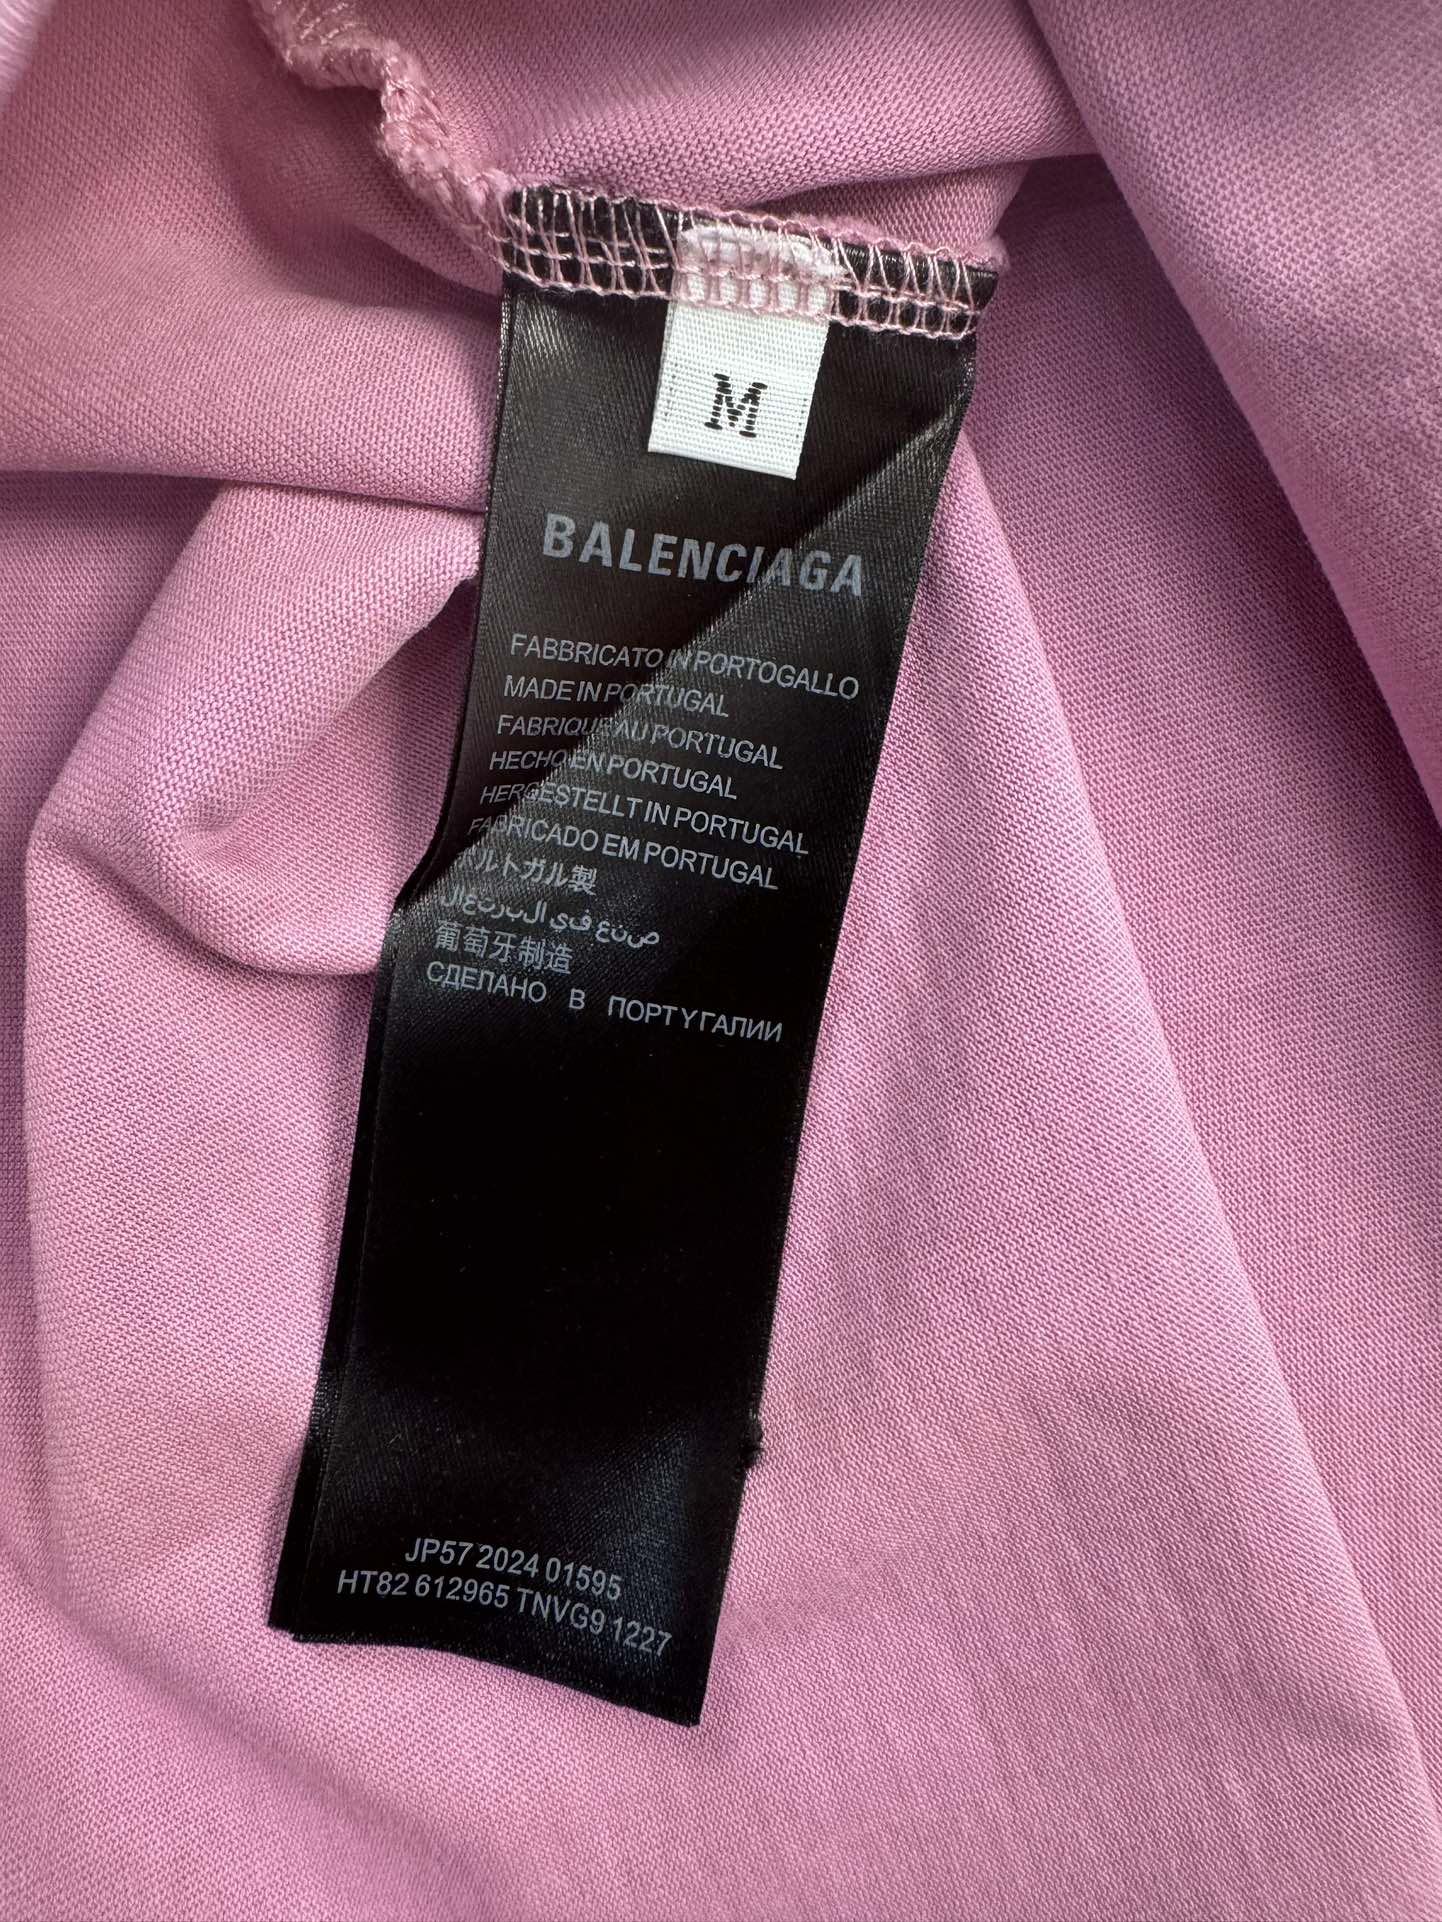 M
BALENCIAGA
FABBRICATO IN PORTOGALLO
MADE IN PORTUGAL
FABRIQUE AU PORTUGAL
HECHO EN PORTUGAL
HERGESTELLT IN PORTUGAL
FABRICADO EM PORTUGAL
ポルトガル製
صنع في البرتغال
葡萄牙制造
СДЕЛАНО В ПОРТУГАЛИИ
JP57 2024 01595
HT82 612965 TNVG9 1227